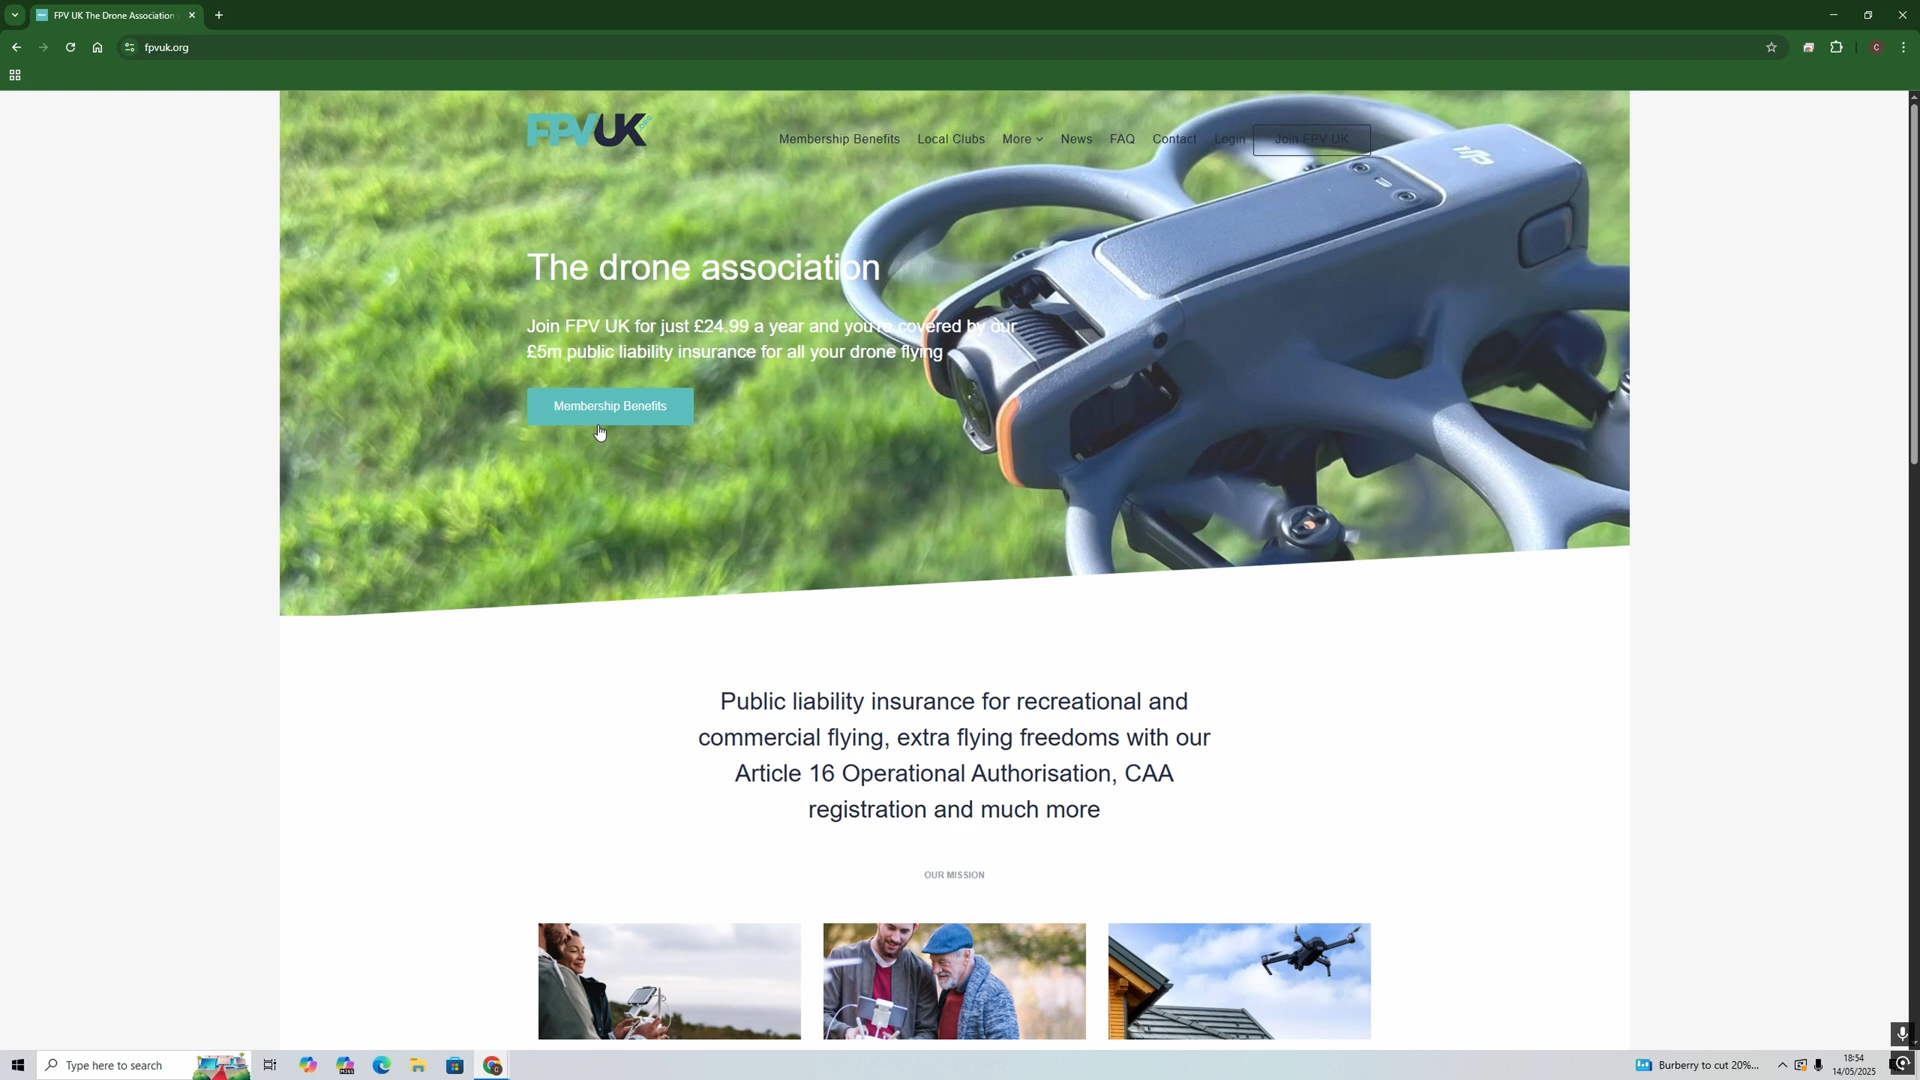 FPV UK The Drone Association
fpvuk.org
C
FPVUK.ORG
Membership Benefits
Local Clubs
More
News
FAQ
Contact
Login
Join FPV UK
dji
The drone association
Join FPV UK for just £24.99 a year and you're covered by our
£5m public liability insurance for all your drone flying
Membership Benefits
Public liability insurance for recreational and
commercial flying, extra flying freedoms with our
Article 16 Operational Authorisation, CAA
registration and much more
OUR MISSION
Type here to search
M365
C
Burberry to cut 20%...
18:54
14/05/2025